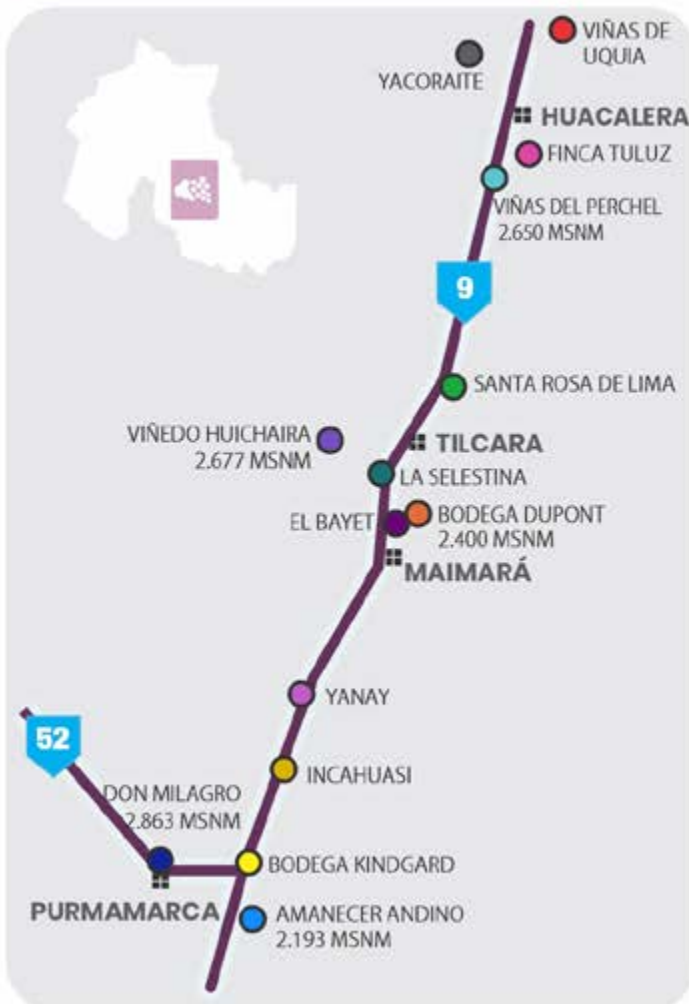 VIÑAS DE
UQUIA
YACORAITE
HUACALERA
FINCA TULUZ
VIÑAS DEL PERCHEL
2.650 MSNM
9
SANTA ROSA DE LIMA
VIÑEDO HUICHAIRA
2.677 MSNM
TILCARA
LA SELESTINA
EL BAYET
BODEGA DUPONT
2.400 MSNM
MAIMARÁ
YANAY
52
INCAHUASI
DON MILAGRO
2.863 MSNM
BODEGA KINDGARD
PURMAMARCA
AMANECER ANDINO
2.193 MSNM